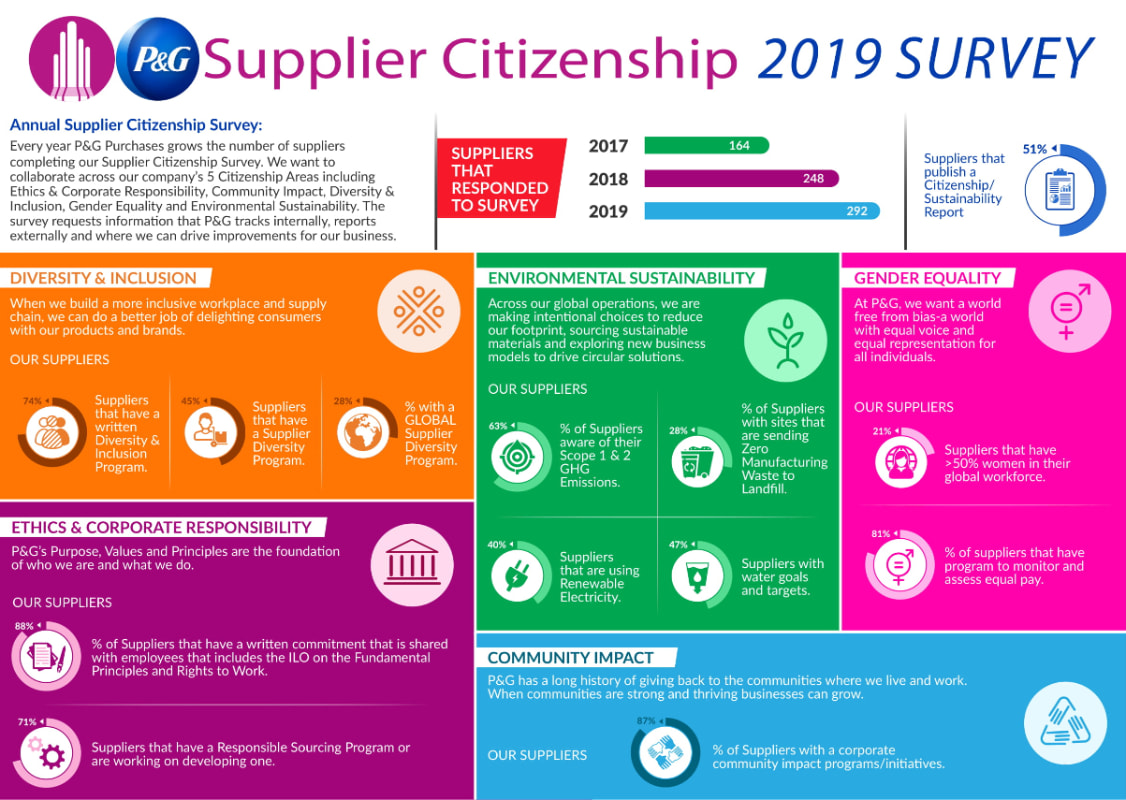 P&G
Supplier Citizenship 2019 SURVEY
Annual Supplier Citizenship Survey:
Every year P&G Purchases grows the number of suppliers
completing our Supplier Citizenship Survey. We want to
collaborate across our company's 5 Citizenship Areas including
Ethics & Corporate Responsibility, Community Impact, Diversity &
Inclusion, Gender Equality and Environmental Sustainability. The
survey requests information that P&G tracks internally, reports
externally and where we can drive improvements for our business.
SUPPLIERS
THAT
RESPONDED
TO SURVEY
2017 164
2018 248
2019 292
Suppliers that
publish a
Citizenship/
Sustainability
Report
51%
DIVERSITY & INCLUSION
When we build a more inclusive workplace and supply
chain, we can do a better job of delighting consumers
with our products and brands.
OUR SUPPLIERS
74%
Suppliers
that have a
written
Diversity &
Inclusion
Program.
45%
Suppliers
that have
a Supplier
Diversity
Program.
28%
% with a
GLOBAL
Supplier
Diversity
Program.
ENVIRONMENTAL SUSTAINABILITY
Across our global operations, we are
making intentional choices to reduce
our footprint, sourcing sustainable
materials and exploring new business
models to drive circular solutions.
OUR SUPPLIERS
63%
% of Suppliers
aware of their
Scope 1 & 2
GHG
Emissions.
28%
% of Suppliers
with sites that
are sending
Zero
Manufacturing
Waste to
Landfill.
40%
Suppliers
that are using
Renewable
Electricity.
47%
Suppliers with
water goals
and targets.
GENDER EQUALITY
At P&G, we want a world
free from bias-a world
with equal voice and
equal representation for
all individuals.
OUR SUPPLIERS
21%
Suppliers that have
>50% women in their
global workforce.
81%
% of suppliers that have
program to monitor and
assess equal pay.
ETHICS & CORPORATE RESPONSIBILITY
P&G's Purpose, Values and Principles are the foundation
of who we are and what we do.
OUR SUPPLIERS
88%
% of Suppliers that have a written commitment that is shared
with employees that includes the ILO on the Fundamental
Principles and Rights to Work.
71%
Suppliers that have a Responsible Sourcing Program or
are working on developing one.
COMMUNITY IMPACT
P&G has a long history of giving back to the communities where we live and work.
When communities are strong and thriving businesses can grow.
OUR SUPPLIERS
87%
% of Suppliers with a corporate
community impact programs/initiatives.